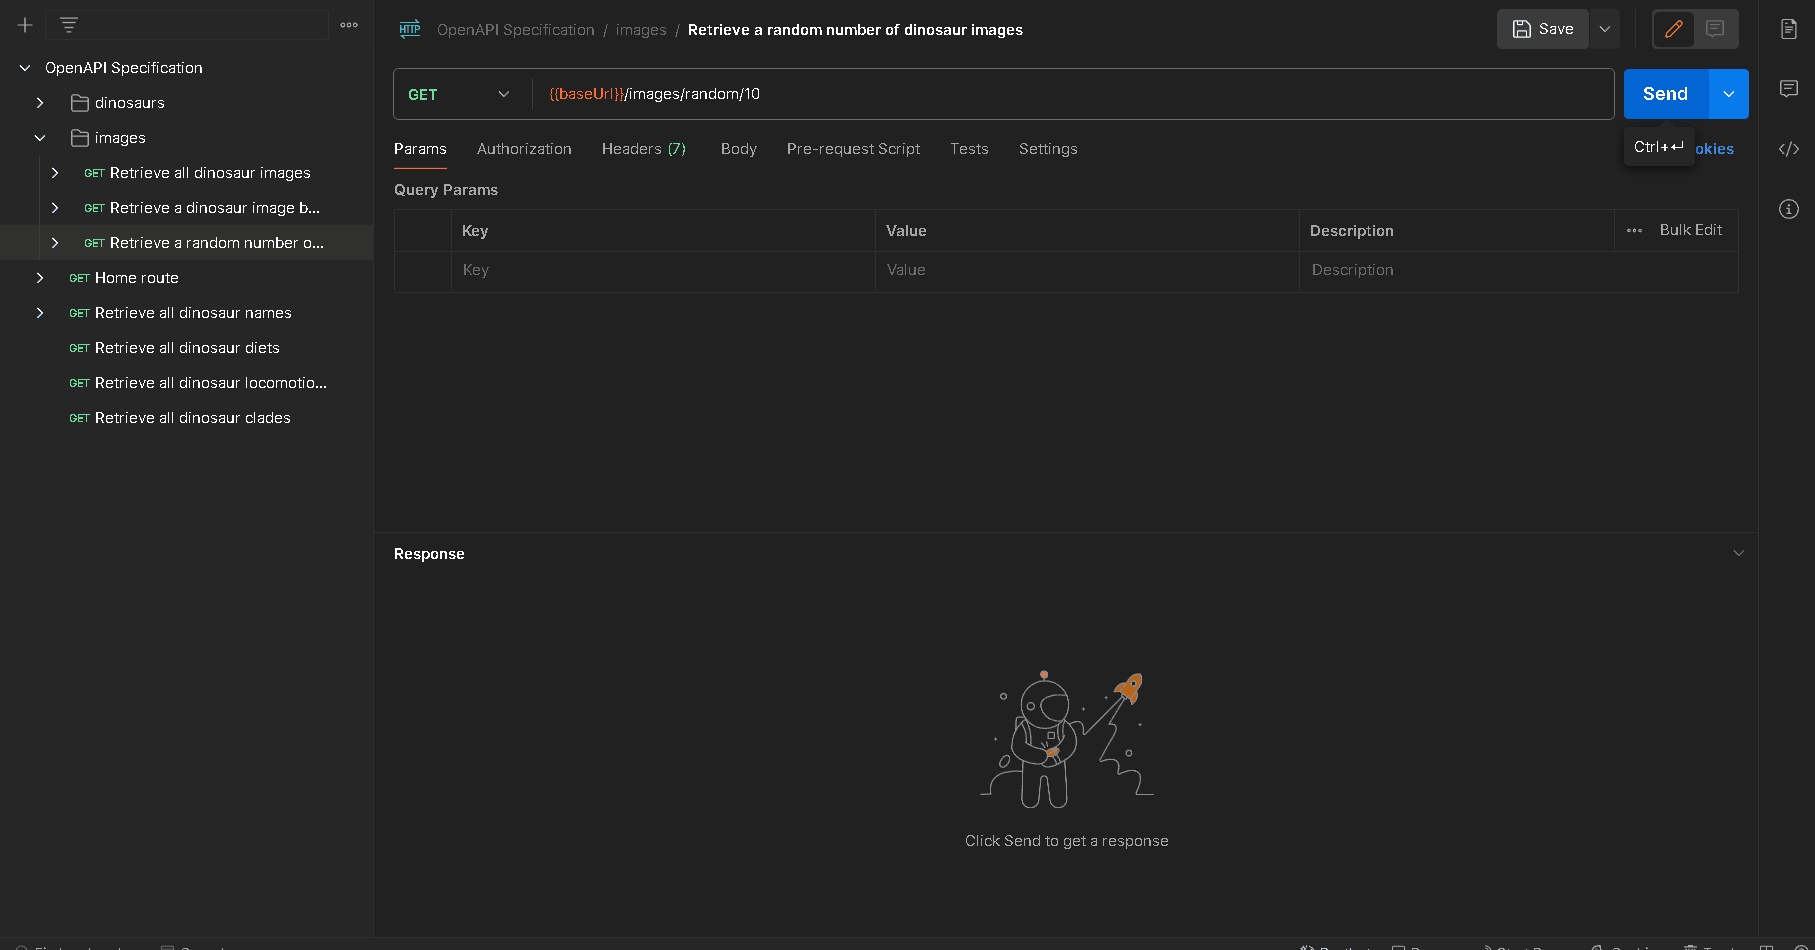 HTTP OpenAPI Specification / images / Retrieve a random number of dinosaur images
Save
OpenAPI Specification
dinosaurs
images
GET Retrieve all dinosaur images
GET Retrieve a dinosaur image b...
GET Retrieve a random number o...
GET Home route
GET Retrieve all dinosaur names
GET Retrieve all dinosaur diets
GET Retrieve all dinosaur locomotio...
GET Retrieve all dinosaur clades
GET {{baseUrl}}/images/random/10
Send
Ctrl+↵
Params Authorization Headers (7) Body Pre-request Script Tests Settings okies
Query Params
Key Value Description Bulk Edit
Key Value Description
Response
Click Send to get a response